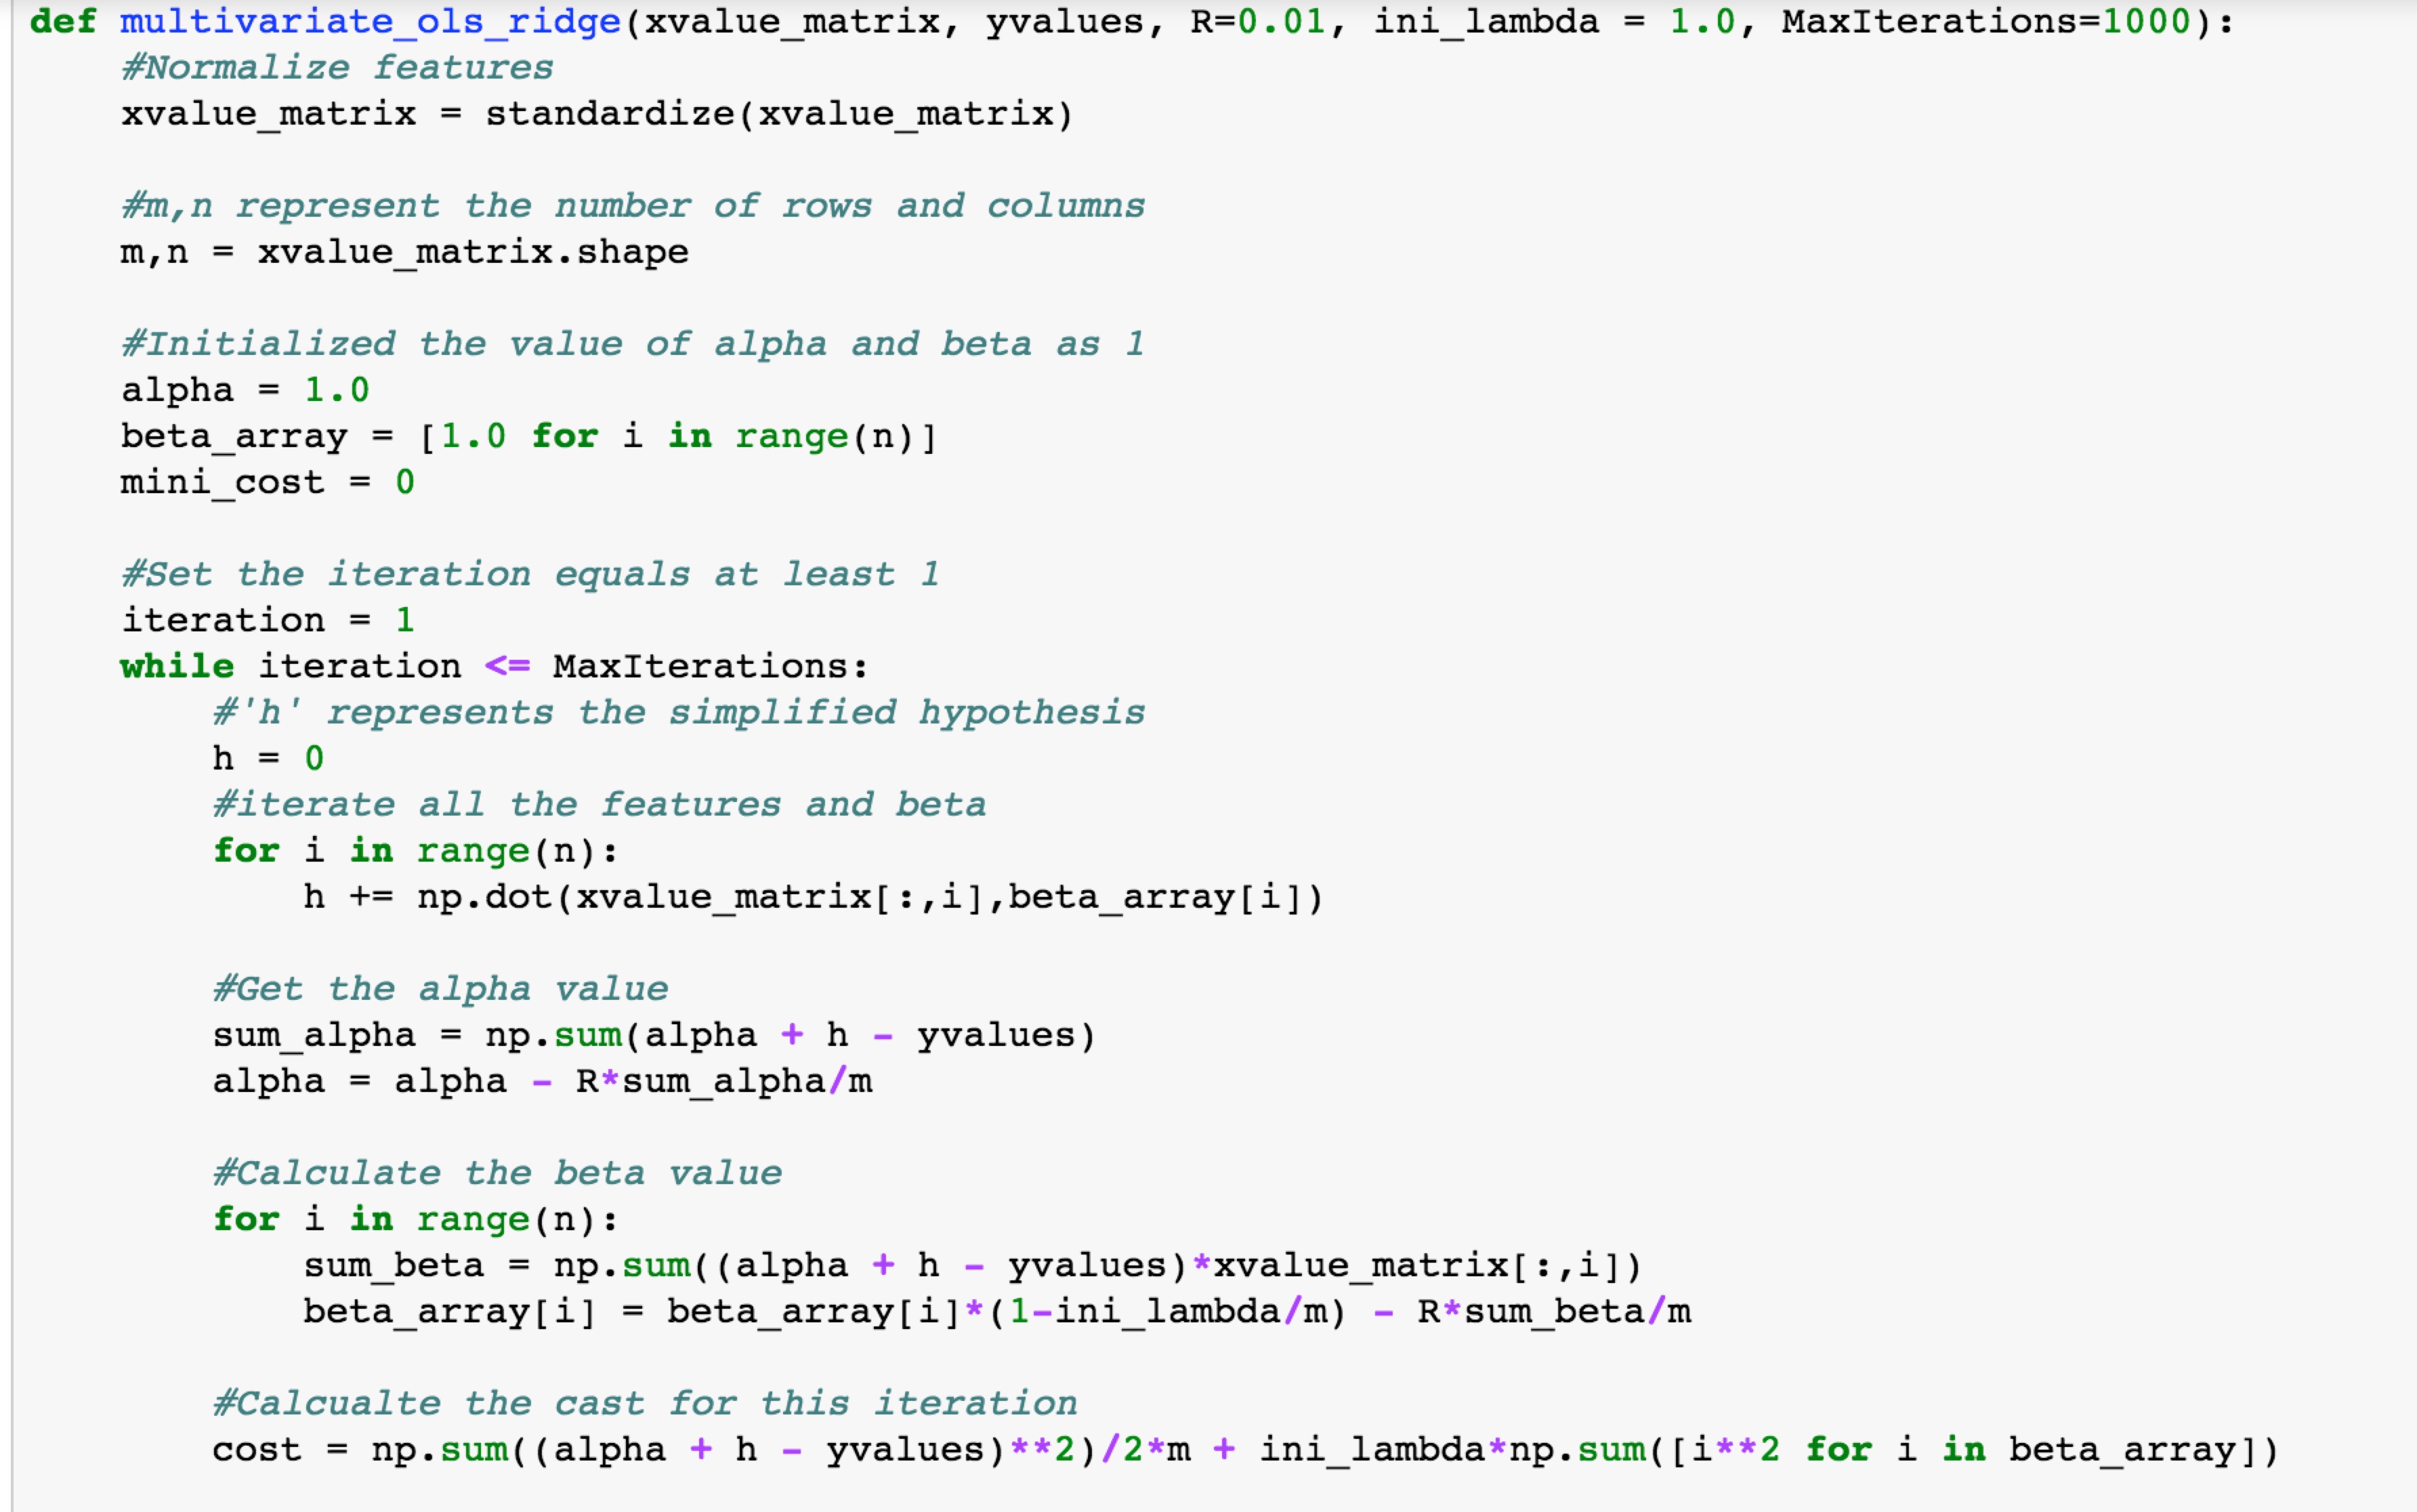 def multivariate_ols_ridge(xvalue_matrix, yvalues, R=0.01, ini_lambda = 1.0, MaxIterations=1000):
    #Normalize features
    xvalue_matrix = standardize(xvalue_matrix)

    #m,n represent the number of rows and columns
    m,n = xvalue_matrix.shape

    #Initialized the value of alpha and beta as 1
    alpha = 1.0
    beta_array = [1.0 for i in range(n)]
    mini_cost = 0

    #Set the iteration equals at least 1
    iteration = 1
    while iteration <= MaxIterations:
        #'h' represents the simplified hypothesis
        h = 0
        #iterate all the features and beta
        for i in range(n):
            h += np.dot(xvalue_matrix[:,i],beta_array[i])

        #Get the alpha value
        sum_alpha = np.sum(alpha + h - yvalues)
        alpha = alpha - R*sum_alpha/m

        #Calculate the beta value
        for i in range(n):
            sum_beta = np.sum((alpha + h - yvalues)*xvalue_matrix[:,i])
            beta_array[i] = beta_array[i]*(1-ini_lambda/m) - R*sum_beta/m

        #Calcualte the cast for this iteration
        cost = np.sum((alpha + h - yvalues)**2)/2*m + ini_lambda*np.sum([i**2 for i in beta_array])